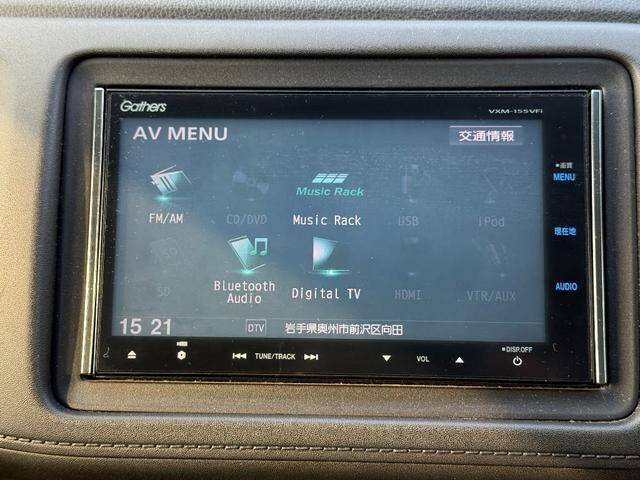 Gathers
VXM-155VFi
AV MENU
交通情報
画質
MENU
FM/AM
CD/DVD
Music Rack
Music Rack
USB
iPod
現在地
SD
Bluetooth Audio
Digital TV
HDMI
VTR/AUX
AUDIO
15 21
DTV
岩手県奥州市前沢区向田
TUNE/TRACK
VOL
DISP.OFF